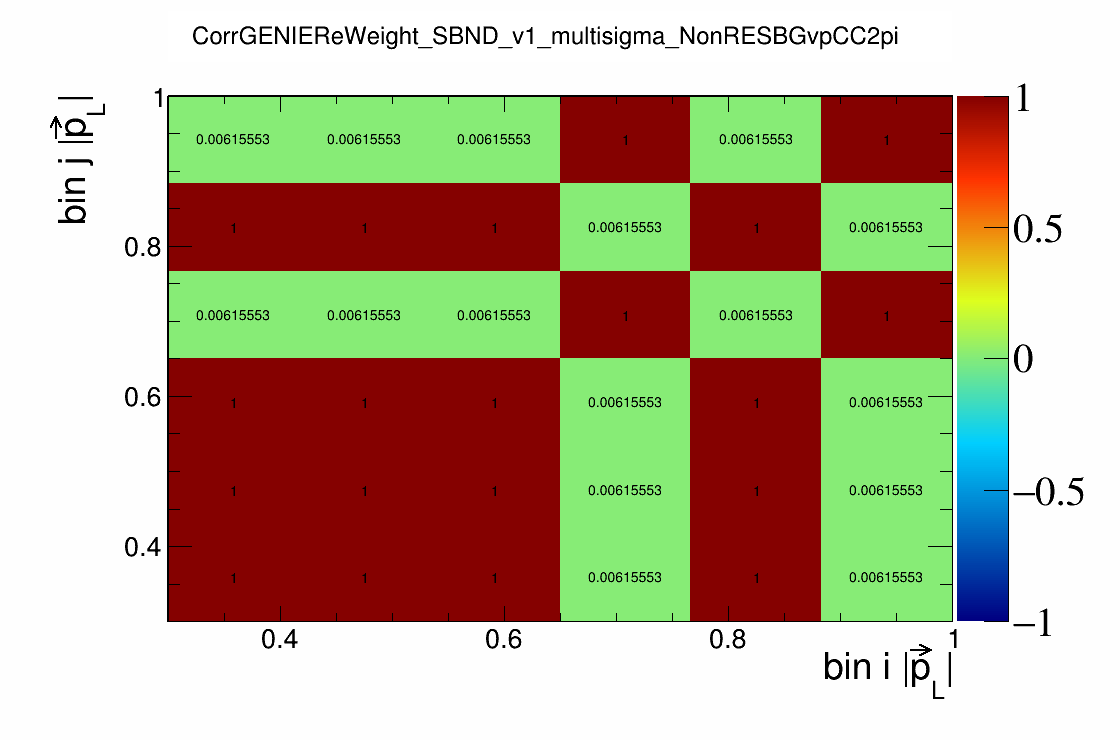 CorrGENIEReWeight_SBND_v1_multisigma_NonRESBGvpCC2pi
bin j |p⃗_L|
1
0.8
0.6
0.4
0.00615553 0.00615553 0.00615553 1 0.00615553 1
1 1 1 0.00615553 1 0.00615553
0.00615553 0.00615553 0.00615553 1 0.00615553 1
1 1 1 0.00615553 1 0.00615553
1 1 1 0.00615553 1 0.00615553
1 1 1 0.00615553 1 0.00615553
1
0.5
0
−0.5
−1
0.4 0.6 0.8 1
bin i |p⃗_L|